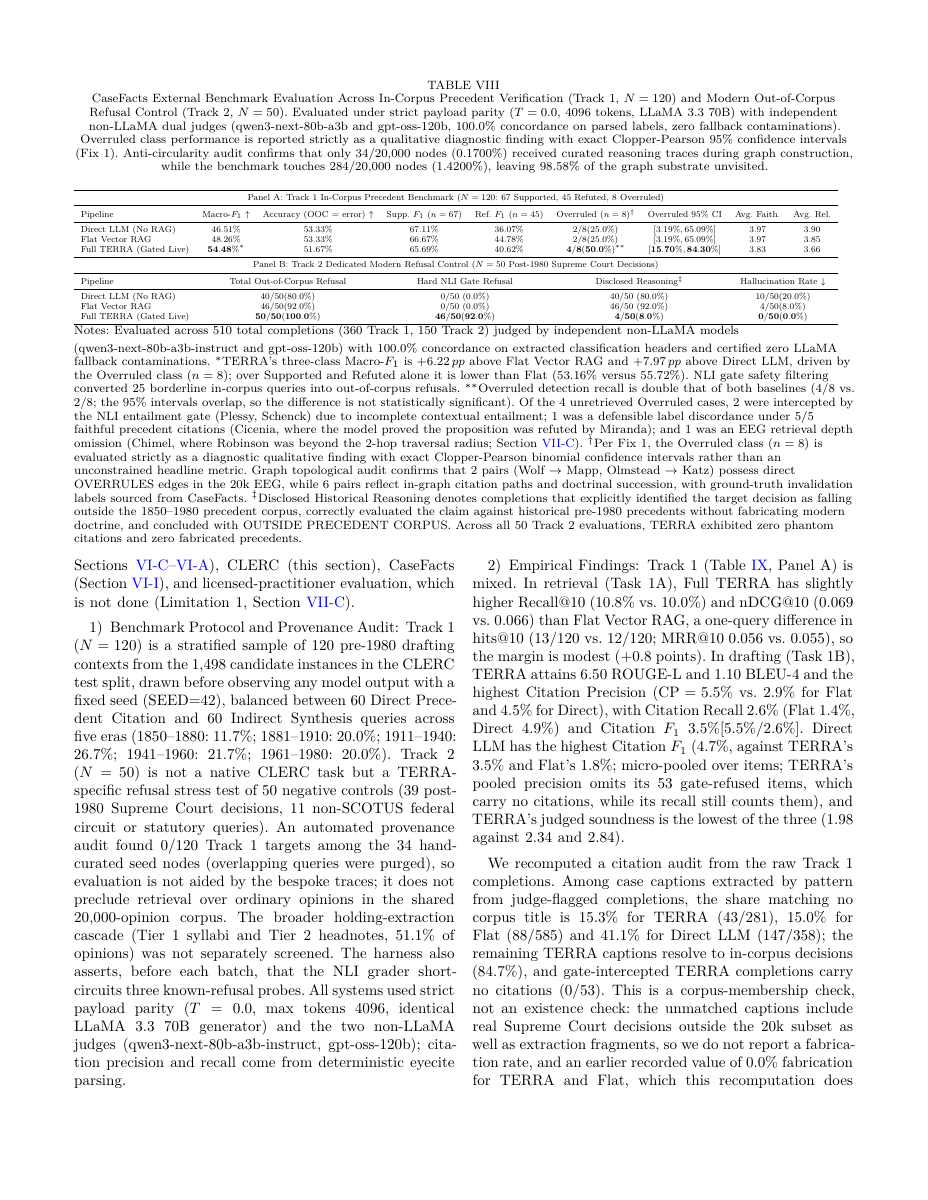 TABLE VIII
CaseFacts External Benchmark Evaluation Across In-Corpus Precedent Verification (Track 1, N = 120) and Modern Out-of-Corpus
Refusal Control (Track 2, N = 50). Evaluated under strict payload parity (T = 0.0, 4096 tokens, LLaMA 3.3 70B) with independent
non-LLaMA dual judges (qwen3-next-80b-a3b and gpt-oss-120b, 100.0% concordance on parsed labels, zero fallback contaminations).
Overruled class performance is reported strictly as a qualitative diagnostic finding with exact Clopper-Pearson 95% confidence intervals
(Fix 1). Anti-circularity audit confirms that only 34/20,000 nodes (0.1700%) received curated reasoning traces during graph construction,
while the benchmark touches 284/20,000 nodes (1.4200%), leaving 98.58% of the graph substrate unvisited.
Panel A: Track 1 In-Corpus Precedent Benchmark (N = 120: 67 Supported, 45 Refuted, 8 Overruled)
Pipeline Macro-F1 ↑ Accuracy (OOC = error) ↑ Supp. F1 (n = 67) Ref. F1 (n = 45) Overruled (n = 8)† Overruled 95% CI Avg. Faith. Avg. Rel.
Direct LLM (No RAG) 46.51% 53.33% 67.11% 36.07% 2/8(25.0%) [3.19%, 65.09%] 3.97 3.90
Flat Vector RAG 48.26% 53.33% 66.67% 44.78% 2/8(25.0%) [3.19%, 65.09%] 3.97 3.85
Full TERRA (Gated Live) 54.48%* 51.67% 65.69% 40.62% 4/8(50.0%)** [15.70%, 84.30%] 3.83 3.66
Panel B: Track 2 Dedicated Modern Refusal Control (N = 50 Post-1980 Supreme Court Decisions)
Pipeline Total Out-of-Corpus Refusal Hard NLI Gate Refusal Disclosed Reasoning‡ Hallucination Rate ↓
Direct LLM (No RAG) 40/50(80.0%) 0/50 (0.0%) 40/50 (80.0%) 10/50(20.0%)
Flat Vector RAG 46/50(92.0%) 0/50 (0.0%) 46/50 (92.0%) 4/50(8.0%)
Full TERRA (Gated Live) 50/50(100.0%) 46/50(92.0%) 4/50(8.0%) 0/50(0.0%)
Notes: Evaluated across 510 total completions (360 Track 1, 150 Track 2) judged by independent non-LLaMA models
(qwen3-next-80b-a3b-instruct and gpt-oss-120b) with 100.0% concordance on extracted classification headers and certified zero LLaMA
fallback contaminations. *TERRA's three-class Macro-F1 is +6.22 pp above Flat Vector RAG and +7.97 pp above Direct LLM, driven by
the Overruled class (n = 8); over Supported and Refuted alone it is lower than Flat (53.16% versus 55.72%). NLI gate safety filtering
converted 25 borderline in-corpus queries into out-of-corpus refusals. **Overruled detection recall is double that of both baselines (4/8 vs.
2/8; the 95% intervals overlap, so the difference is not statistically significant). Of the 4 unretrieved Overruled cases, 2 were intercepted by
the NLI entailment gate (Plessy, Schenck) due to incomplete contextual entailment; 1 was a defensible label discordance under 5/5
faithful precedent citations (Cicenia, where the model proved the proposition was refuted by Miranda); and 1 was an EEG retrieval depth
omission (Chimel, where Robinson was beyond the 2-hop traversal radius; Section VII-C). †Per Fix 1, the Overruled class (n = 8) is
evaluated strictly as a diagnostic qualitative finding with exact Clopper-Pearson binomial confidence intervals rather than an
unconstrained headline metric. Graph topological audit confirms that 2 pairs (Wolf → Mapp, Olmstead → Katz) possess direct
OVERRULES edges in the 20k EEG, while 6 pairs reflect in-graph citation paths and doctrinal succession, with ground-truth invalidation
labels sourced from CaseFacts. ‡Disclosed Historical Reasoning denotes completions that explicitly identified the target decision as falling
outside the 1850–1980 precedent corpus, correctly evaluated the claim against historical pre-1980 precedents without fabricating modern
doctrine, and concluded with OUTSIDE PRECEDENT CORPUS. Across all 50 Track 2 evaluations, TERRA exhibited zero phantom
citations and zero fabricated precedents.
Sections VI-C–VI-A), CLERC (this section), CaseFacts
(Section VI-I), and licensed-practitioner evaluation, which
is not done (Limitation 1, Section VII-C).
1) Benchmark Protocol and Provenance Audit: Track 1
(N = 120) is a stratified sample of 120 pre-1980 drafting
contexts from the 1,498 candidate instances in the CLERC
test split, drawn before observing any model output with a
fixed seed (SEED=42), balanced between 60 Direct Prece-
dent Citation and 60 Indirect Synthesis queries across
five eras (1850–1880: 11.7%; 1881–1910: 20.0%; 1911–1940:
26.7%; 1941–1960: 21.7%; 1961–1980: 20.0%). Track 2
(N = 50) is not a native CLERC task but a TERRA-
specific refusal stress test of 50 negative controls (39 post-
1980 Supreme Court decisions, 11 non-SCOTUS federal
circuit or statutory queries). An automated provenance
audit found 0/120 Track 1 targets among the 34 hand-
curated seed nodes (overlapping queries were purged), so
evaluation is not aided by the bespoke traces; it does not
preclude retrieval over ordinary opinions in the shared
20,000-opinion corpus. The broader holding-extraction
cascade (Tier 1 syllabi and Tier 2 headnotes, 51.1% of
opinions) was not separately screened. The harness also
asserts, before each batch, that the NLI grader short-
circuits three known-refusal probes. All systems used strict
payload parity (T = 0.0, max tokens 4096, identical
LLaMA 3.3 70B generator) and the two non-LLaMA
judges (qwen3-next-80b-a3b-instruct, gpt-oss-120b); cita-
tion precision and recall come from deterministic eyecite
parsing.
2) Empirical Findings: Track 1 (Table IX, Panel A) is
mixed. In retrieval (Task 1A), Full TERRA has slightly
higher Recall@10 (10.8% vs. 10.0%) and nDCG@10 (0.069
vs. 0.066) than Flat Vector RAG, a one-query difference in
hits@10 (13/120 vs. 12/120; MRR@10 0.056 vs. 0.055), so
the margin is modest (+0.8 points). In drafting (Task 1B),
TERRA attains 6.50 ROUGE-L and 1.10 BLEU-4 and the
highest Citation Precision (CP = 5.5% vs. 2.9% for Flat
and 4.5% for Direct), with Citation Recall 2.6% (Flat 1.4%,
Direct 4.9%) and Citation F1 3.5%[5.5%/2.6%]. Direct
LLM has the highest Citation F1 (4.7%, against TERRA's
3.5% and Flat's 1.8%; micro-pooled over items; TERRA's
pooled precision omits its 53 gate-refused items, which
carry no citations, while its recall still counts them), and
TERRA's judged soundness is the lowest of the three (1.98
against 2.34 and 2.84).
We recomputed a citation audit from the raw Track 1
completions. Among case captions extracted by pattern
from judge-flagged completions, the share matching no
corpus title is 15.3% for TERRA (43/281), 15.0% for
Flat (88/585) and 41.1% for Direct LLM (147/358); the
remaining TERRA captions resolve to in-corpus decisions
(84.7%), and gate-intercepted TERRA completions carry
no citations (0/53). This is a corpus-membership check,
not an existence check: the unmatched captions include
real Supreme Court decisions outside the 20k subset as
well as extraction fragments, so we do not report a fabrica-
tion rate, and an earlier recorded value of 0.0% fabrication
for TERRA and Flat, which this recomputation does